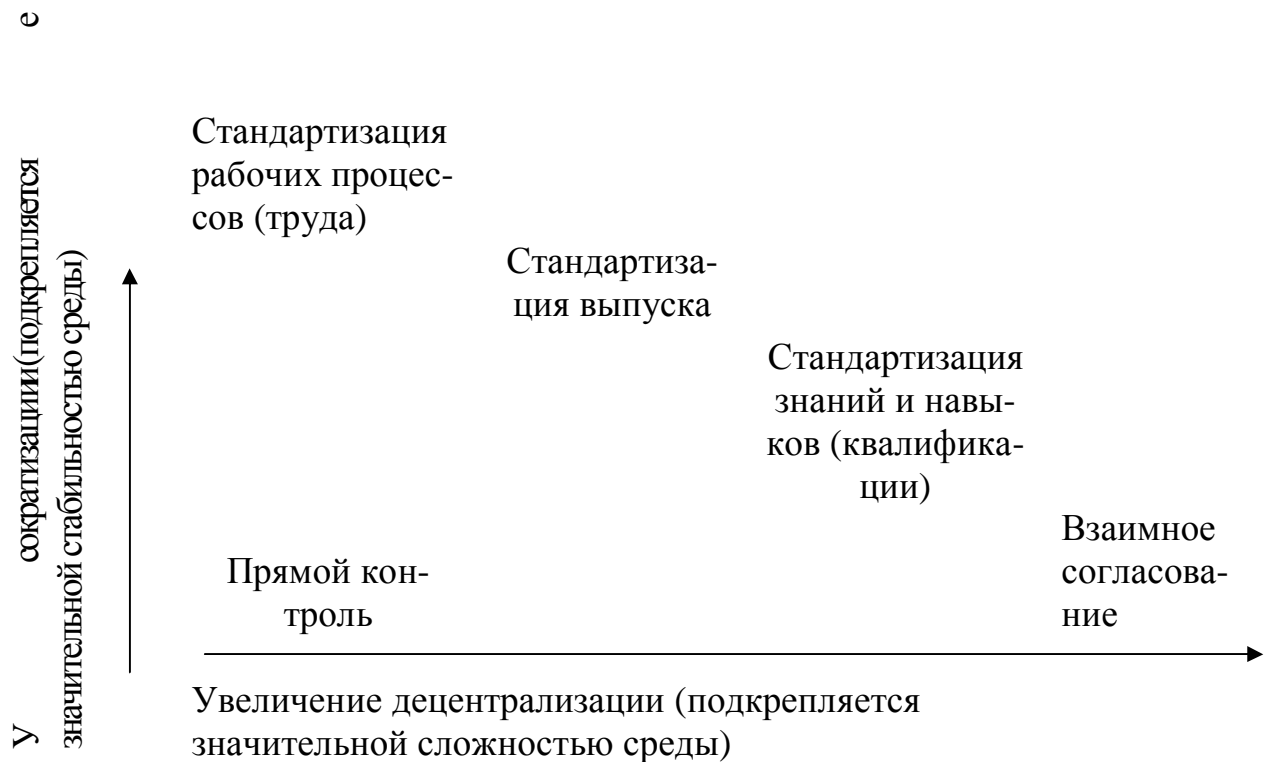 е
У сократизации(подкрепляется
значительной стабильностью среды)
Стандартизация
рабочих процес-
сов (труда)
Стандартиза-
ция выпуска
Стандартизация
знаний и навы-
ков (квалифика-
ции)
Прямой кон-
троль
Взаимное
согласова-
ние
Увеличение децентрализации (подкрепляется
значительной сложностью среды)